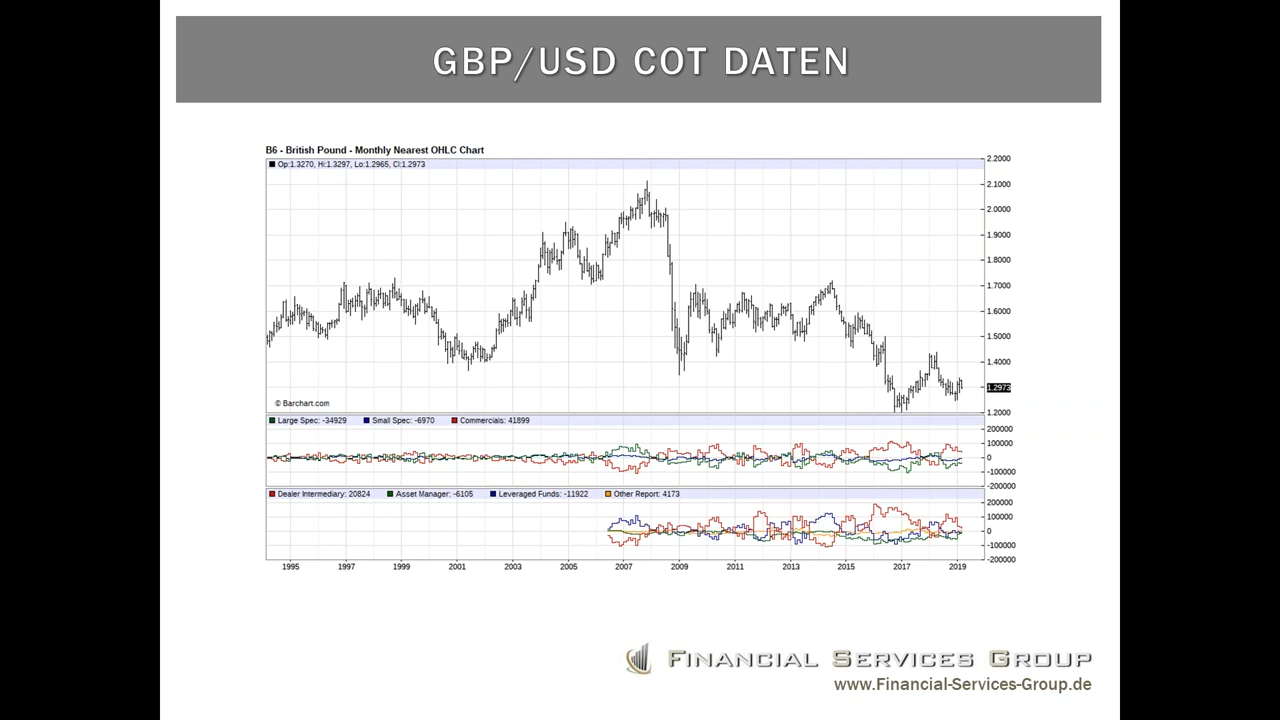 GBP/USD COT DATEN
B6 - British Pound - Monthly Nearest OHLC Chart
Op:1.3270, Hi:1.3297, Lo:1.2965, Cl:1.2973
2.2000
2.1000
2.0000
1.9000
1.8000
1.7000
1.6000
1.5000
1.4000
1.2973
1.2000
© Barchart.com
Large Spec: -34929 Small Spec: -6970 Commercials: 41899
200000
100000
0
-100000
-200000
Dealer Intermediary: 20824 Asset Manager: -6105 Leveraged Funds: -11922 Other Report: 4173
200000
100000
0
-100000
-200000
1995 1997 1999 2001 2003 2005 2007 2009 2011 2013 2015 2017 2019
FINANCIAL SERVICES GROUP
www.Financial-Services-Group.de